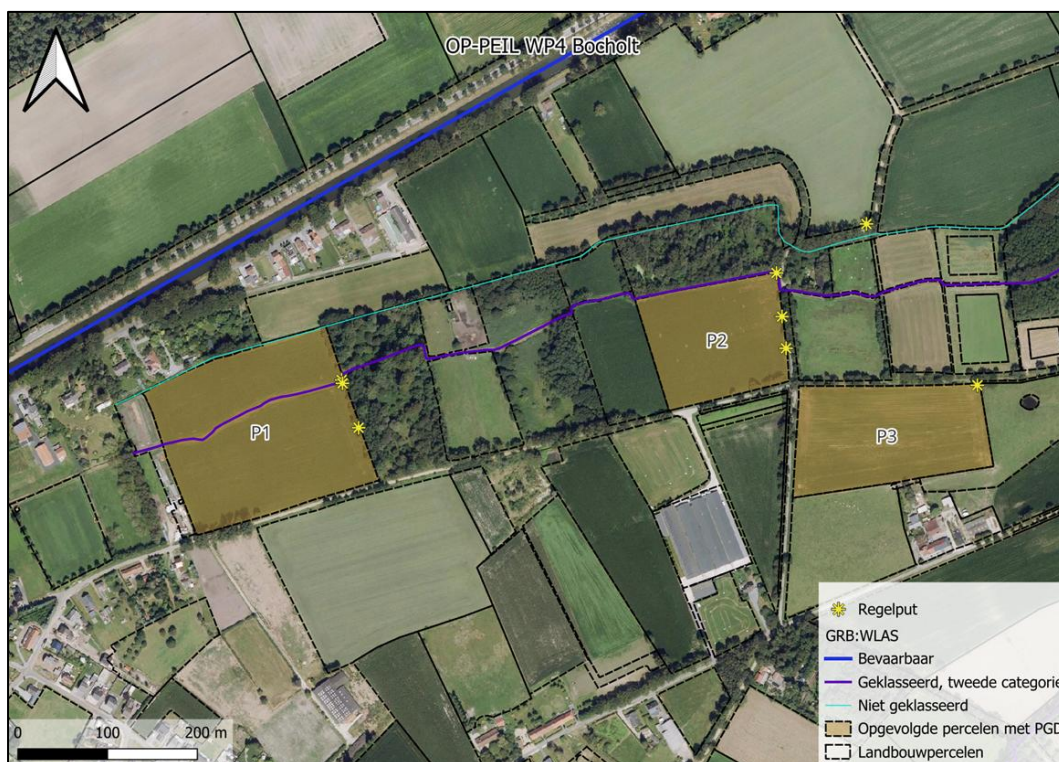 OP-PEIL WP4 Bocholt
P2
P1
P3
Regelput
GRB:WLAS
Bevaarbaar
Geklasseerd, tweede categorie
Niet geklasseerd
Opgevolgde percelen met PGD
Landbouwpercelen
0 100 200 m